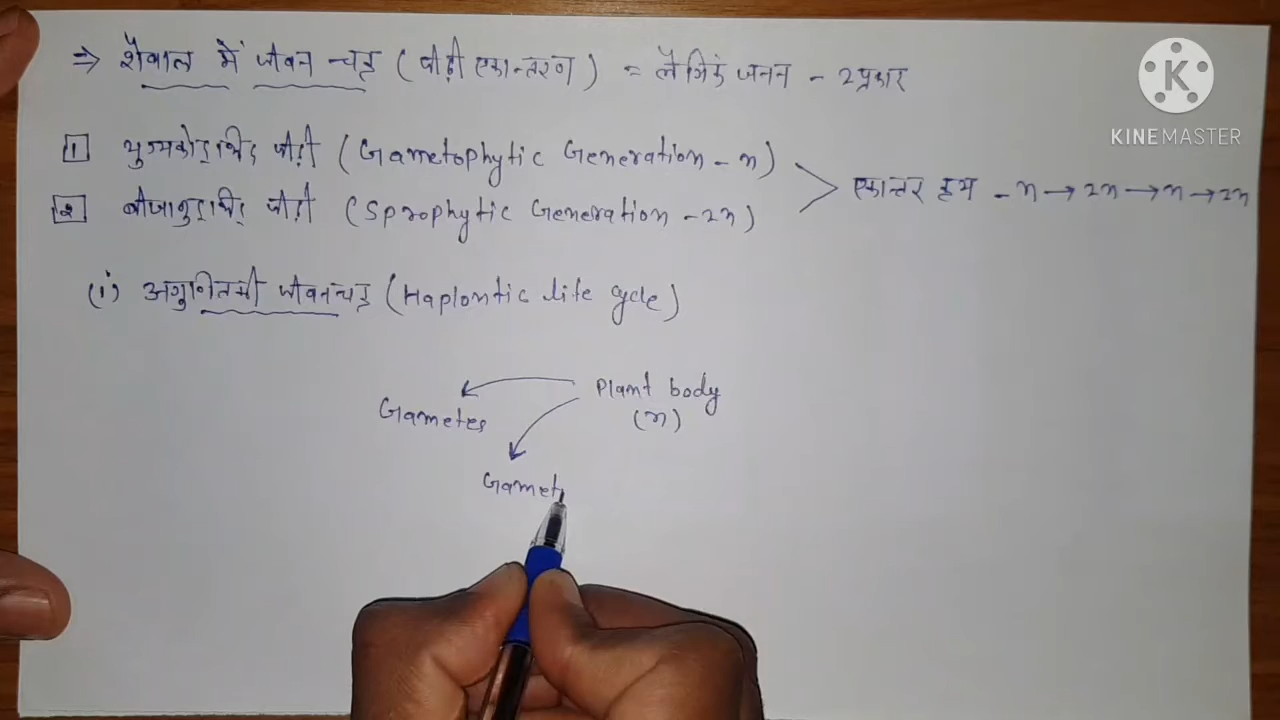 ⇒ शैवाल में जीवन चक्र (पीढ़ी एकान्तरण) = लैंगिक जनन - 2 प्रकार
1 युग्मकोद्भिद पीढ़ी (Gametophytic Generation - n)
2 बीजाणुद्भिद पीढ़ी (Sprophytic Generation - 2n)
एकान्तर क्रम - n → 2n → n → 2n
(i) अगुणितकी जीवनचक्र (Haplontic life cycle)
Plant body
(n)
Gametes
Gamet
K
KINEMASTER